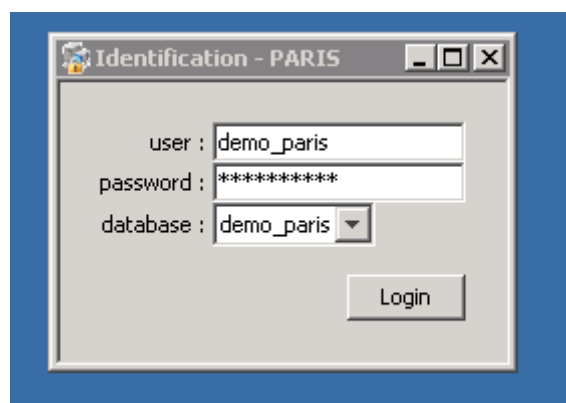 Identification - PARIS
user : demo_paris
password : **********
database : demo_paris
Login